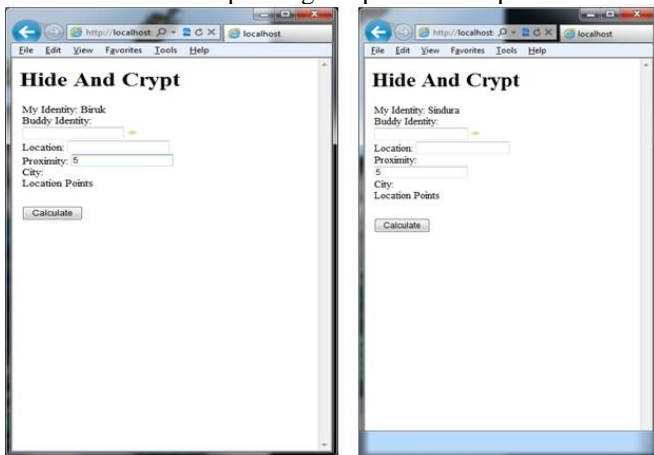 http://localhost
localhost
File Edit View Favorites Tools Help
Hide And Crypt
My Identity: Biruk
Buddy Identity:
Location:
Proximity: 5
City:
Location Points
Calculate
http://localhost
localhost
File Edit View Favorites Tools Help
Hide And Crypt
My Identity: Sindura
Buddy Identity:
Location:
Proximity:
5
City:
Location Points
Calculate